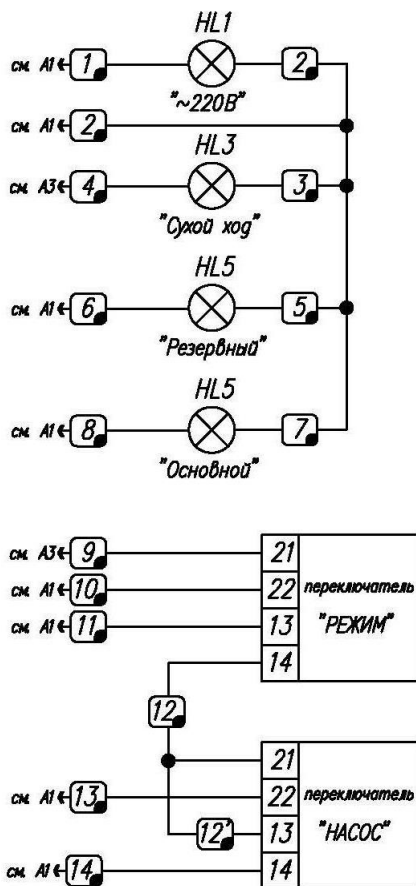 HL1
см. А1 1 2
"~220В"
см. А1 2
HL3
см. А3 4 3
"Сухой ход"
HL5
см. А1 6 5
"Резервный"
HL5
см. А1 8 7
"Основной"
см. А3 9 21
см. А1 10 22 переключатель
см. А1 11 13 "РЕЖИМ"
14
12
21
см. А1 13 22 переключатель
12' 13 "НАСОС"
см. А1 14 14